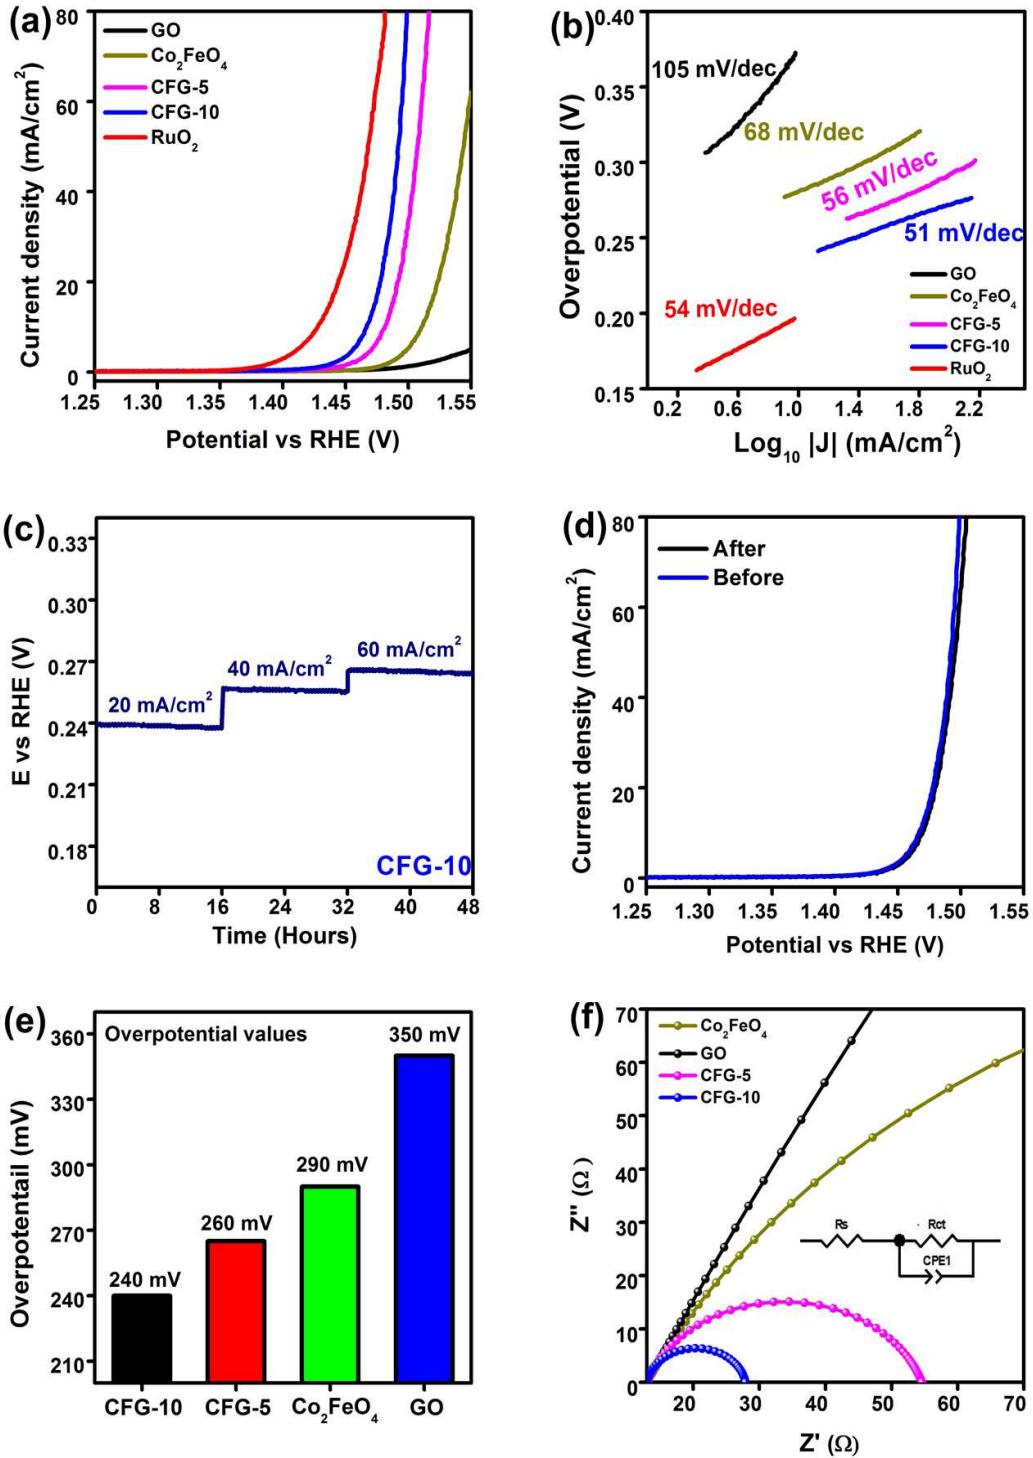 (a)
80
60
40
20
0
Current density (mA/cm²)
GO
Co₂FeO₄
CFG-5
CFG-10
RuO₂
1.25 1.30 1.35 1.40 1.45 1.50 1.55
Potential vs RHE (V)
(b)
0.40
0.35
0.30
0.25
0.20
0.15
Overpotential (V)
105 mV/dec
68 mV/dec
56 mV/dec
51 mV/dec
54 mV/dec
GO
Co₂FeO₄
CFG-5
CFG-10
RuO₂
0.2 0.6 1.0 1.4 1.8 2.2
Log₁₀ |J| (mA/cm²)
(c)
0.33
0.30
0.27
0.24
0.21
0.18
E vs RHE (V)
20 mA/cm²
40 mA/cm²
60 mA/cm²
CFG-10
0 8 16 24 32 40 48
Time (Hours)
(d)
80
60
40
20
0
Current density (mA/cm²)
After
Before
1.25 1.30 1.35 1.40 1.45 1.50 1.55
Potential vs RHE (V)
(e)
360
330
300
270
240
210
Overpotentail (mV)
Overpotential values
350 mV
290 mV
260 mV
240 mV
CFG-10 CFG-5 Co₂FeO₄ GO
(f)
70
60
50
40
30
20
10
0
Z'' (Ω )
Co₂FeO₄
GO
CFG-5
CFG-10
Rs
Rct
CPE1
20 30 40 50 60 70
Z' (Ω)